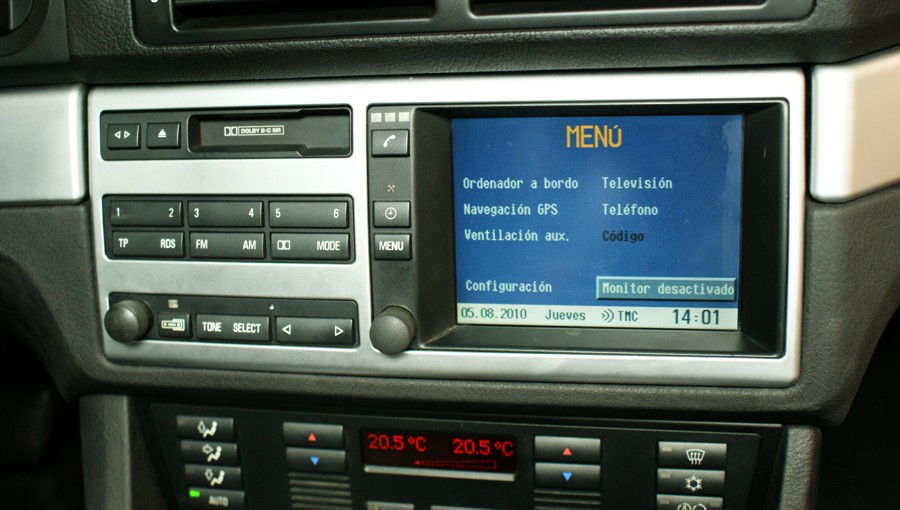 DOLBY B-C NR
1 2 3 4 5 6
TP RDS FM AM MODE
TONE SELECT
MENU
MENÚ
Ordenador a bordo Televisión
Navegación GPS Teléfono
Ventilación aux. Código
Configuración Monitor desactivado
05.08.2010 Jueves TMC 14:01
20.5°C 20.5°C
AUTO